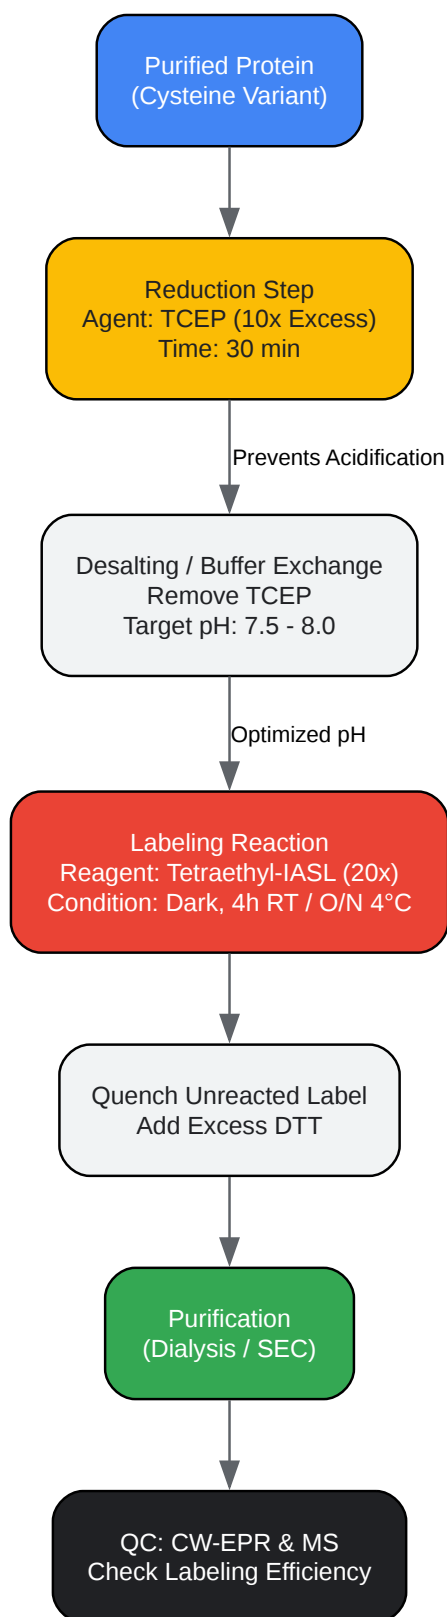 Purified Protein
(Cysteine Variant)
Reduction Step
Agent: TCEP (10x Excess)
Time: 30 min
Prevents Acidification
Desalting / Buffer Exchange
Remove TCEP
Target pH: 7.5 - 8.0
Optimized pH
Labeling Reaction
Reagent: Tetraethyl-IASL (20x)
Condition: Dark, 4h RT / O/N 4°C
Quench Unreacted Label
Add Excess DTT
Purification
(Dialysis / SEC)
QC: CW-EPR & MS
Check Labeling Efficiency